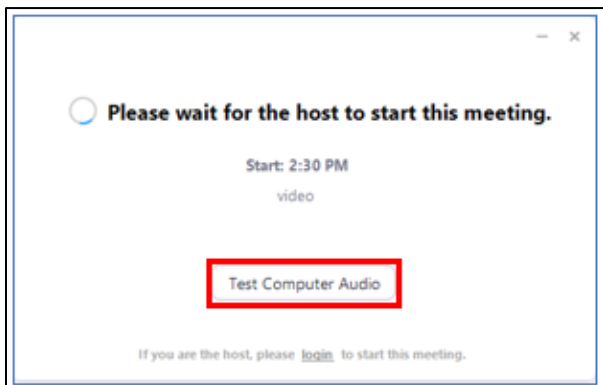 Please wait for the host to start this meeting.
Start: 2:30 PM
video
Test Computer Audio
If you are the host, please login to start this meeting.